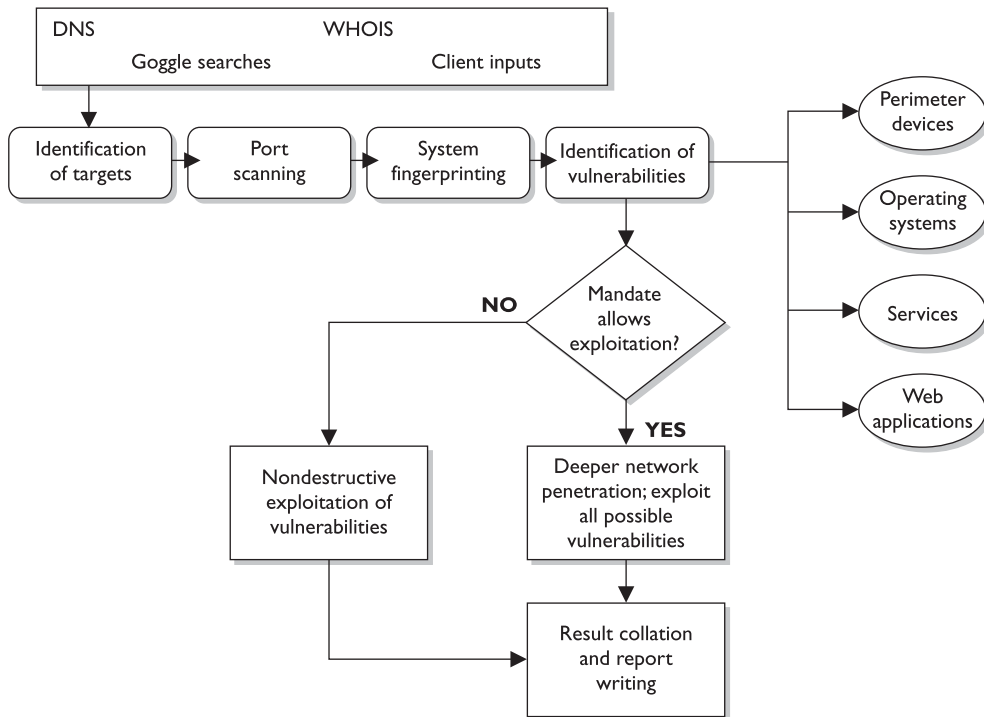 DNS WHOIS
Goggle searches Client inputs
Identification
of targets
Port
scanning
System
fingerprinting
Identification of
vulnerabilities
Perimeter
devices
Operating
systems
Services
Web
applications
Mandate
allows
exploitation?
NO
YES
Nondestructive
exploitation of
vulnerabilities
Deeper network
penetration; exploit
all possible
vulnerabilities
Result collation
and report
writing